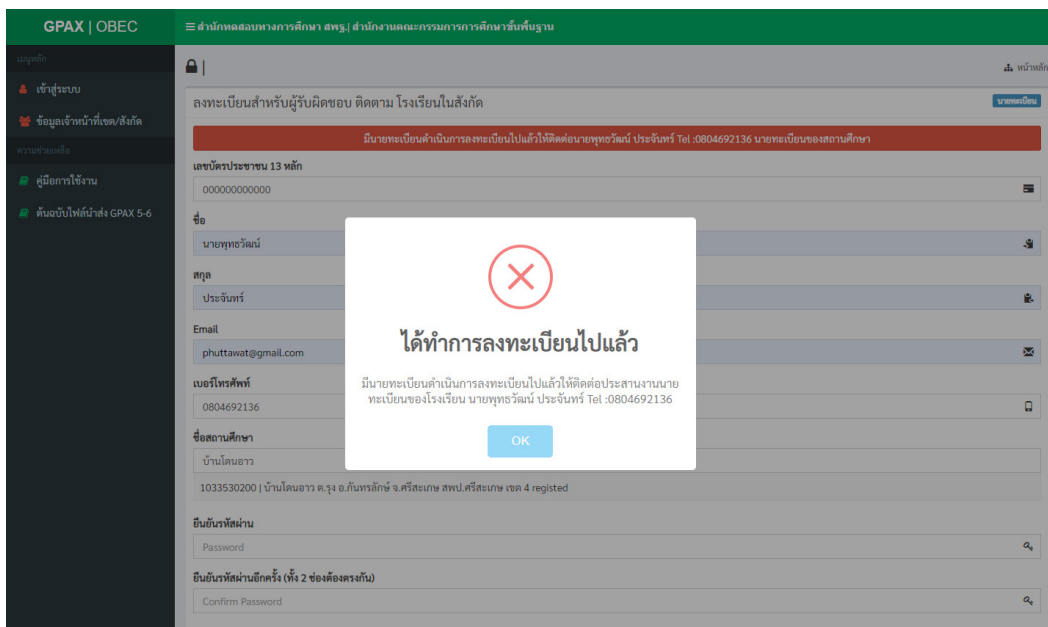 GPAX | OBEC
สำนักทดสอบทางการศึกษา สพฐ.| สำนักงานคณะกรรมการการศึกษาขั้นพื้นฐาน
เมนูหลัก
เข้าสู่ระบบ
ข้อมูลเจ้าหน้าที่เขต/สังกัด
ความช่วยเหลือ
คู่มือการใช้งาน
ต้นฉบับไฟล์นำส่ง GPAX 5-6
|
หน้าหลัก
ลงทะเบียนสำหรับผู้รับผิดชอบ ติดตาม โรงเรียนในสังกัด
นายทะเบียน
มีนายทะเบียนดำเนินการลงทะเบียนไปแล้วให้ติดต่อนายพุทธวัฒน์ ประจันทร์ Tel :0804692136 นายทะเบียนของสถานศึกษา
เลขบัตรประชาชน 13 หลัก
000000000000
ชื่อ
นายพุทธวัฒน์
สกุล
ประจันทร์
Email
phuttawat@gmail.com
เบอร์โทรศัพท์
0804692136
ชื่อสถานศึกษา
บ้านโดนอาว
1033530200 | บ้านโดนอาว ต.รุง อ.กันทรลักษ์ จ.ศรีสะเกษ สพป.ศรีสะเกษ เขต 4 registed
ยืนยันรหัสผ่าน
Password
ยืนยันรหัสผ่านอีกครั้ง (ทั้ง 2 ช่องต้องตรงกัน)
Confirm Password
ได้ทำการลงทะเบียนไปแล้ว
มีนายทะเบียนดำเนินการลงทะเบียนไปแล้วให้ติดต่อประสานงานนาย
ทะเบียนของโรงเรียน นายพุทธวัฒน์ ประจันทร์ Tel :0804692136
OK